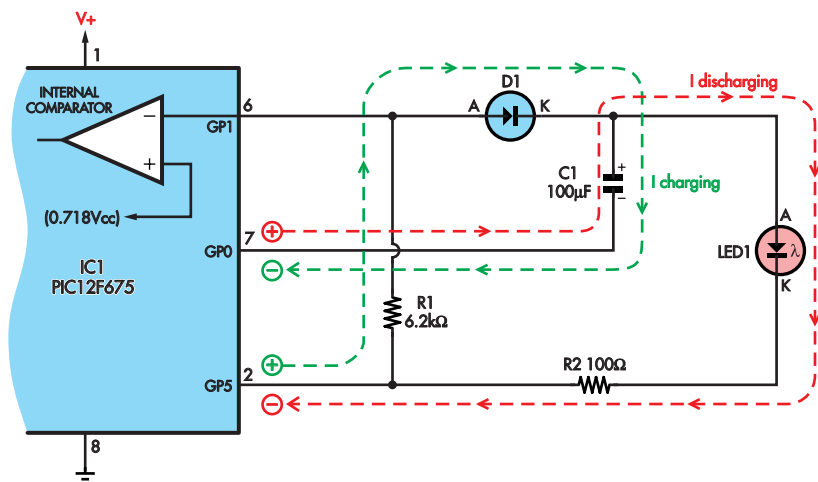 V+
1
INTERNAL
COMPARATOR
−
+
(0.718Vcc)
IC1
PIC12F675
6
GP1
7
GP0
2
GP5
8
+
−
+
−
D1
A
K
I discharging
C1
100µF
+
−
I charging
R1
6.2kΩ
R2 100Ω
A
LED1
λ
K